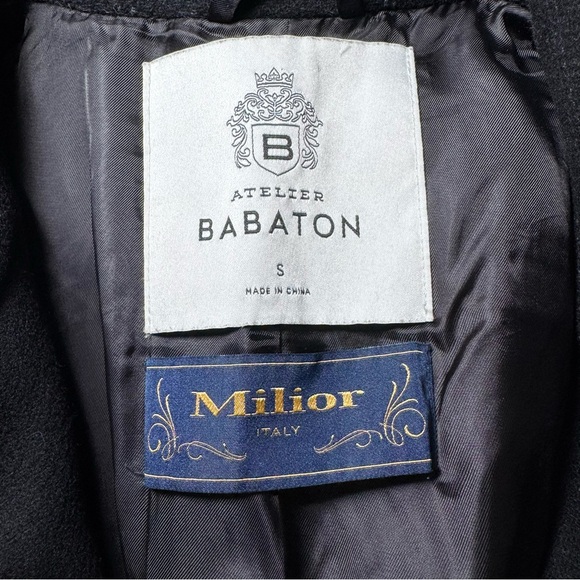 B
ATELIER
BABATON
S
MADE IN CHINA
Milior
ITALY